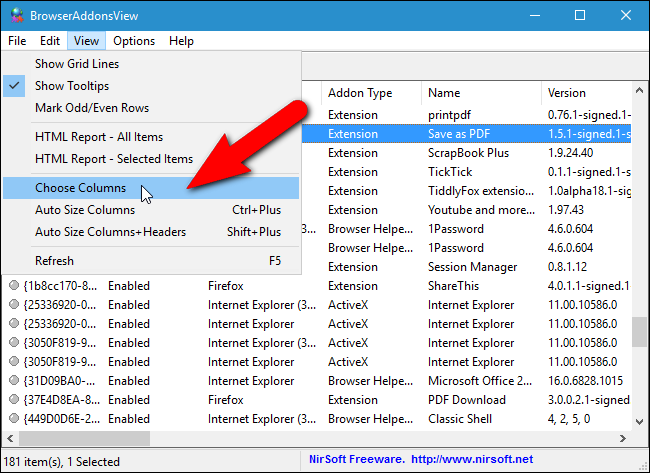 BrowserAddonsView
File Edit View Options Help
Show Grid Lines
Show Tooltips
Mark Odd/Even Rows
HTML Report - All Items
HTML Report - Selected Items
Choose Columns
Auto Size Columns Ctrl+Plus
Auto Size Columns+Headers Shift+Plus
Refresh F5
Addon Type Name Version
Extension printpdf 0.76.1-signed.1-
Extension Save as PDF 1.5.1-signed.1-s
Extension ScrapBook Plus 1.9.24.40
Extension TickTick 0.1
Extension TiddlyFox extensio... 1.0alpha18.1-sig
Extension Youtube and more... 1.97.43
Browser Helpe... 1Password 4.6.0.604
Browser Helpe... 1Password 4.6.0.604
Extension Session Manager 0.8.1.12
{1b8cc170-8... Enabled Firefox Extension ShareThis 4.0.1.1-signed.1
{25336920-0... Enabled Internet Explorer (3... ActiveX Internet Explorer 11.00.10586.0
{25336920-0... Enabled Internet Explorer ActiveX Internet Explorer 11.00.10586.0
{3050F819-9... Enabled Internet Explorer (3... ActiveX Internet Explorer 11.00.10586.0
{3050F819-9... Enabled Internet Explorer ActiveX Internet Explorer 11.00.10586.0
{31D09BA0-... Enabled Internet Explorer (3... Browser Helpe... Microsoft Office 2... 16.0.6828.1015
{37E4D8EA-... Enabled Firefox Extension PDF Download 3.0.0.2.1-signed
{449D0D6E-2... Enabled Internet Explorer (3... Browser Helpe... Classic Shell 4, 2, 5, 0
181 item(s), 1 Selected NirSoft Freeware. http://www.nirsoft.net